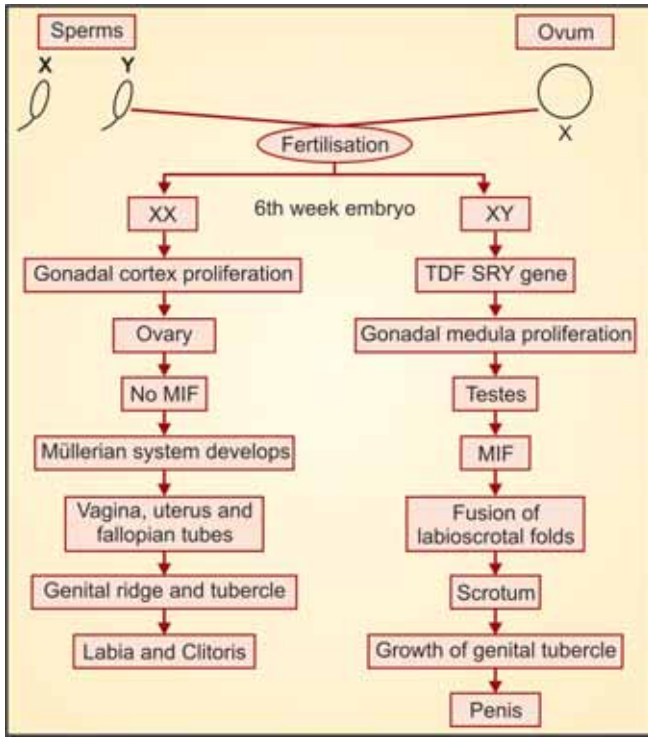 Sperms
Ovum
X
Y
X
Fertilisation
6th week embryo
XX
Gonadal cortex proliferation
Ovary
No MIF
Müllerian system develops
Vagina, uterus and
fallopian tubes
Genital ridge and tubercle
Labia and Clitoris
XY
TDF SRY gene
Gonadal medula proliferation
Testes
MIF
Fusion of
labioscrotal folds
Scrotum
Growth of genital tubercle
Penis